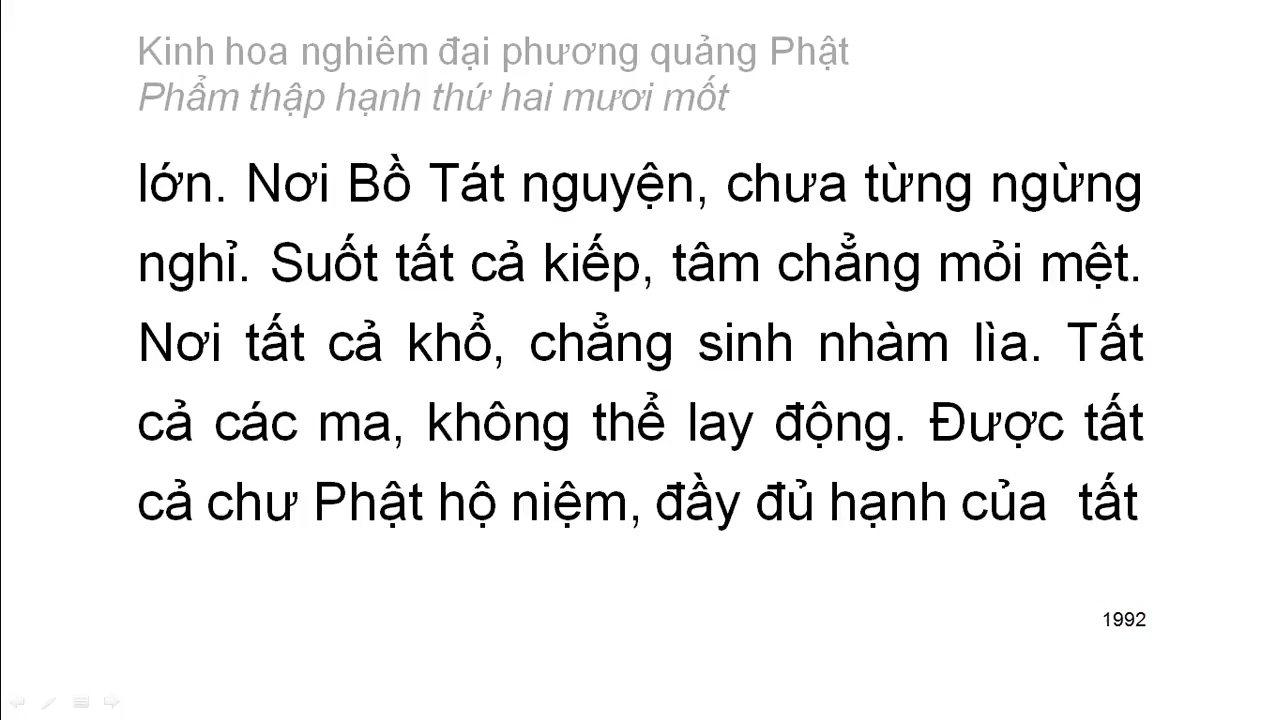 Kinh hoa nghiêm đại phương quảng Phật
Phẩm thập hạnh thứ hai mươi mốt
lớn. Nơi Bồ Tát nguyện, chưa từng ngừng
nghỉ. Suốt tất cả kiếp, tâm chẳng mỏi mệt.
Nơi tất cả khổ, chẳng sinh nhàm lìa. Tất
cả các ma, không thể lay động. Được tất
cả chư Phật hộ niệm, đầy đủ hạnh của tất
1992